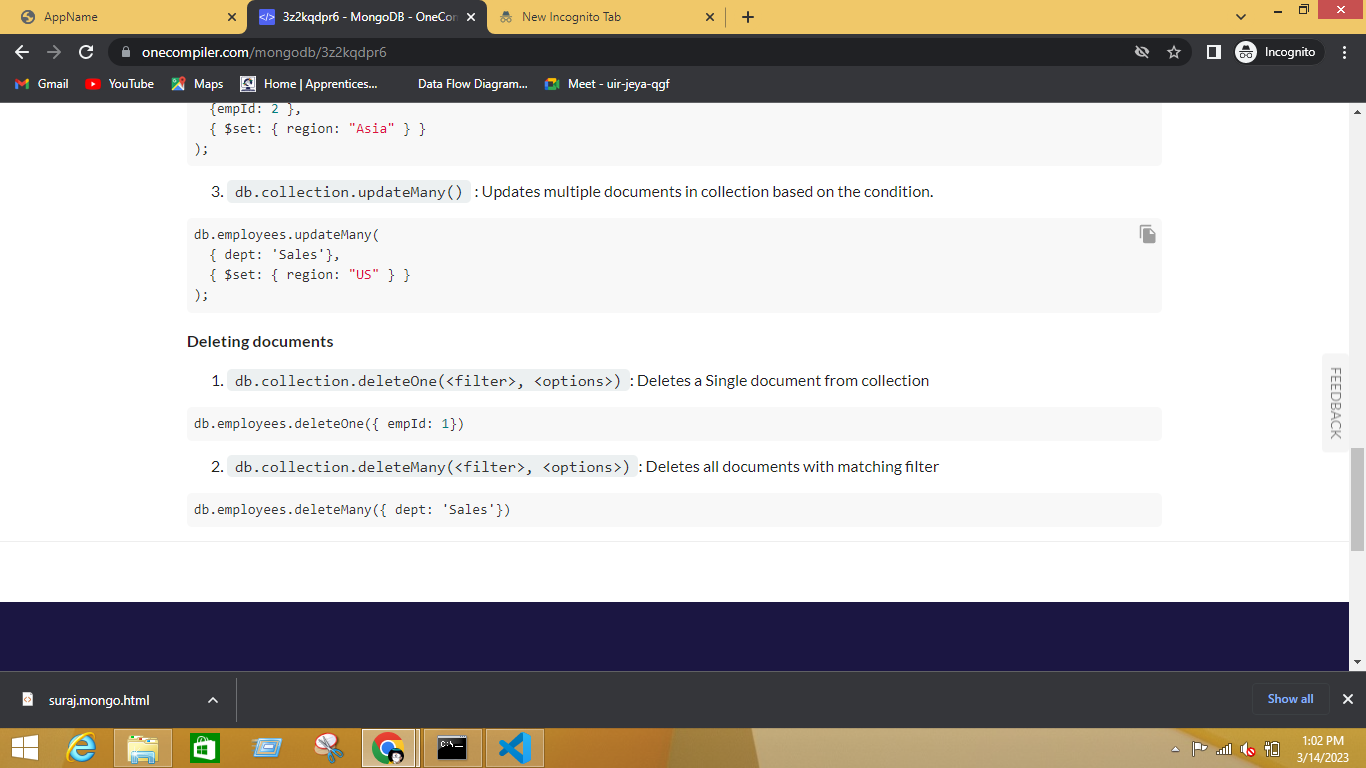 AppName
3z2kqdpr6 - MongoDB - OneCon
New Incognito Tab
onecompiler.com/mongodb/3z2kqdpr6
Incognito
Gmail
YouTube
Maps
Home | Apprentices...
Data Flow Diagram...
Meet - uir-jeya-qgf
{empId: 2 },
{ $set: { region: "Asia" } }
);
3. db.collection.updateMany() : Updates multiple documents in collection based on the condition.
db.employees.updateMany(
{ dept: 'Sales'},
{ $set: { region: "US" } }
);
Deleting documents
1. db.collection.deleteOne(<filter>, <options>) : Deletes a Single document from collection
db.employees.deleteOne({ empId: 1})
2. db.collection.deleteMany(<filter>, <options>) : Deletes all documents with matching filter
db.employees.deleteMany({ dept: 'Sales'})
FEEDBACK
suraj.mongo.html
Show all
C:\
1:02 PM
3/14/2023